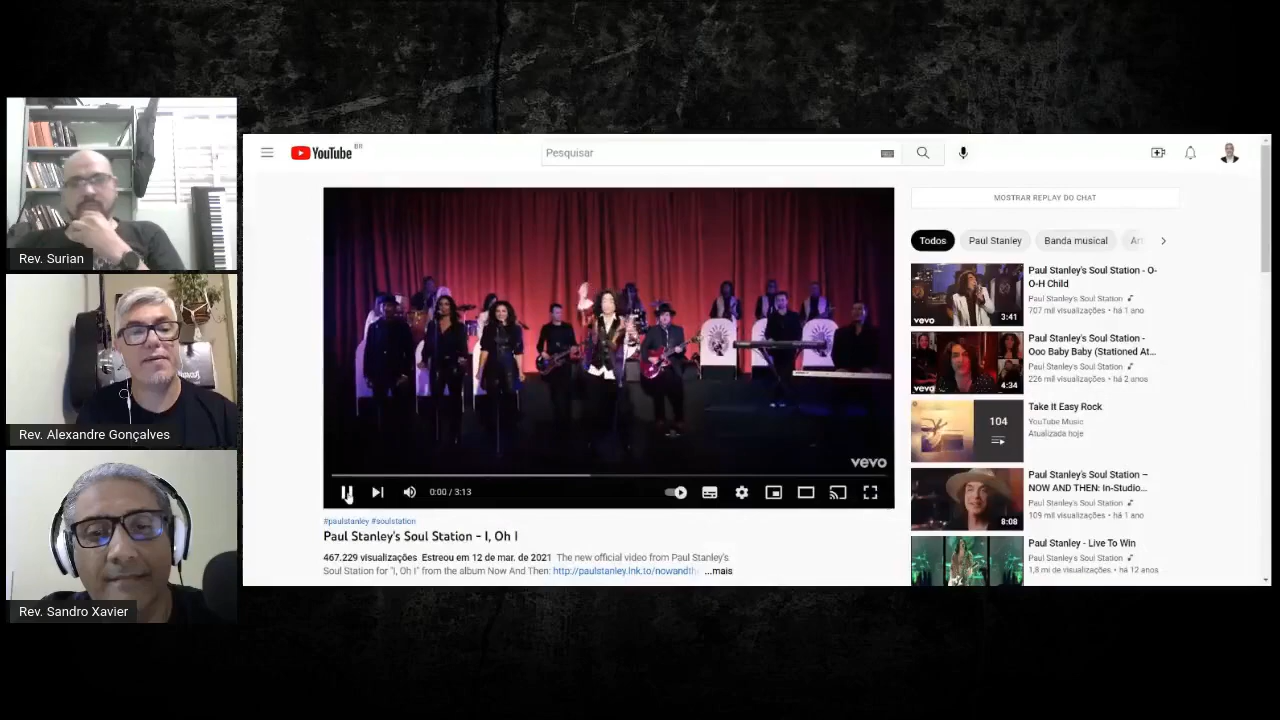 Rev. Surian
Rev. Alexandre Gonçalves
Rev. Sandro Xavier
YouTube BR
Pesquisar
vevo
0:00 / 3:13
#paulstanley #soulstation
Paul Stanley's Soul Station - I, Oh I
467.229 visualizações Estreou em 12 de mar. de 2021 The new official video from Paul Stanley's
Soul Station for "I, Oh I" from the album Now And Then: http://paulstanley.lnk.to/nowandth ...mais
MOSTRAR REPLAY DO CHAT
Todos
Paul Stanley
Banda musical
vevo
3:41
Paul Stanley's Soul Station - O-
O-H Child
Paul Stanley's Soul Station
707 mil visualizações • há 1 ano
vevo
4:34
Paul Stanley's Soul Station -
Ooo Baby Baby (Stationed At...
Paul Stanley's Soul Station
226 mil visualizações • há 2 anos
104
Take It Easy Rock
YouTube Music
Atualizada hoje
8:08
Paul Stanley's Soul Station –
NOW AND THEN: In-Studio...
Paul Stanley's Soul Station
109 mil visualizações • há 1 ano
Paul Stanley - Live To Win
Paul Stanley's Soul Station
1,8 mi de visualizações • há 12 anos